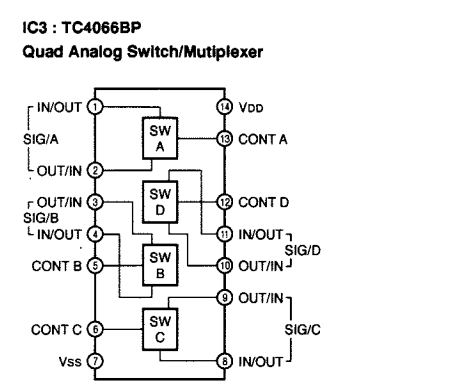 IC3 : TC4066BP
Quad Analog Switch/Mutiplexer
IN/OUT 1
14 VDD
SW A
SIG/A
13 CONT A
OUT/IN 2
OUT/IN 3
SW D
12 CONT D
SIG/B
IN/OUT 4
11 IN/OUT
SIG/D
CONT B 5
SW B
10 OUT/IN
9 OUT/IN
CONT C 6
SW C
SIG/C
VSS 7
8 IN/OUT